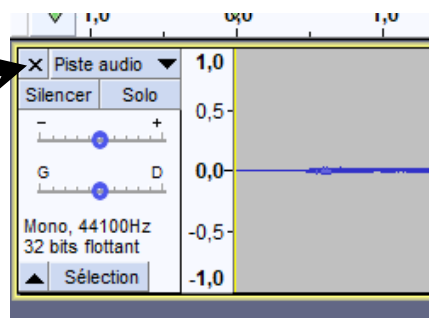 1,0 0,0 1,0
X Piste audio 1,0
Silencer Solo
0,5
- +
G D 0,0
Mono, 44100Hz -0,5
32 bits flottant
Sélection -1,0